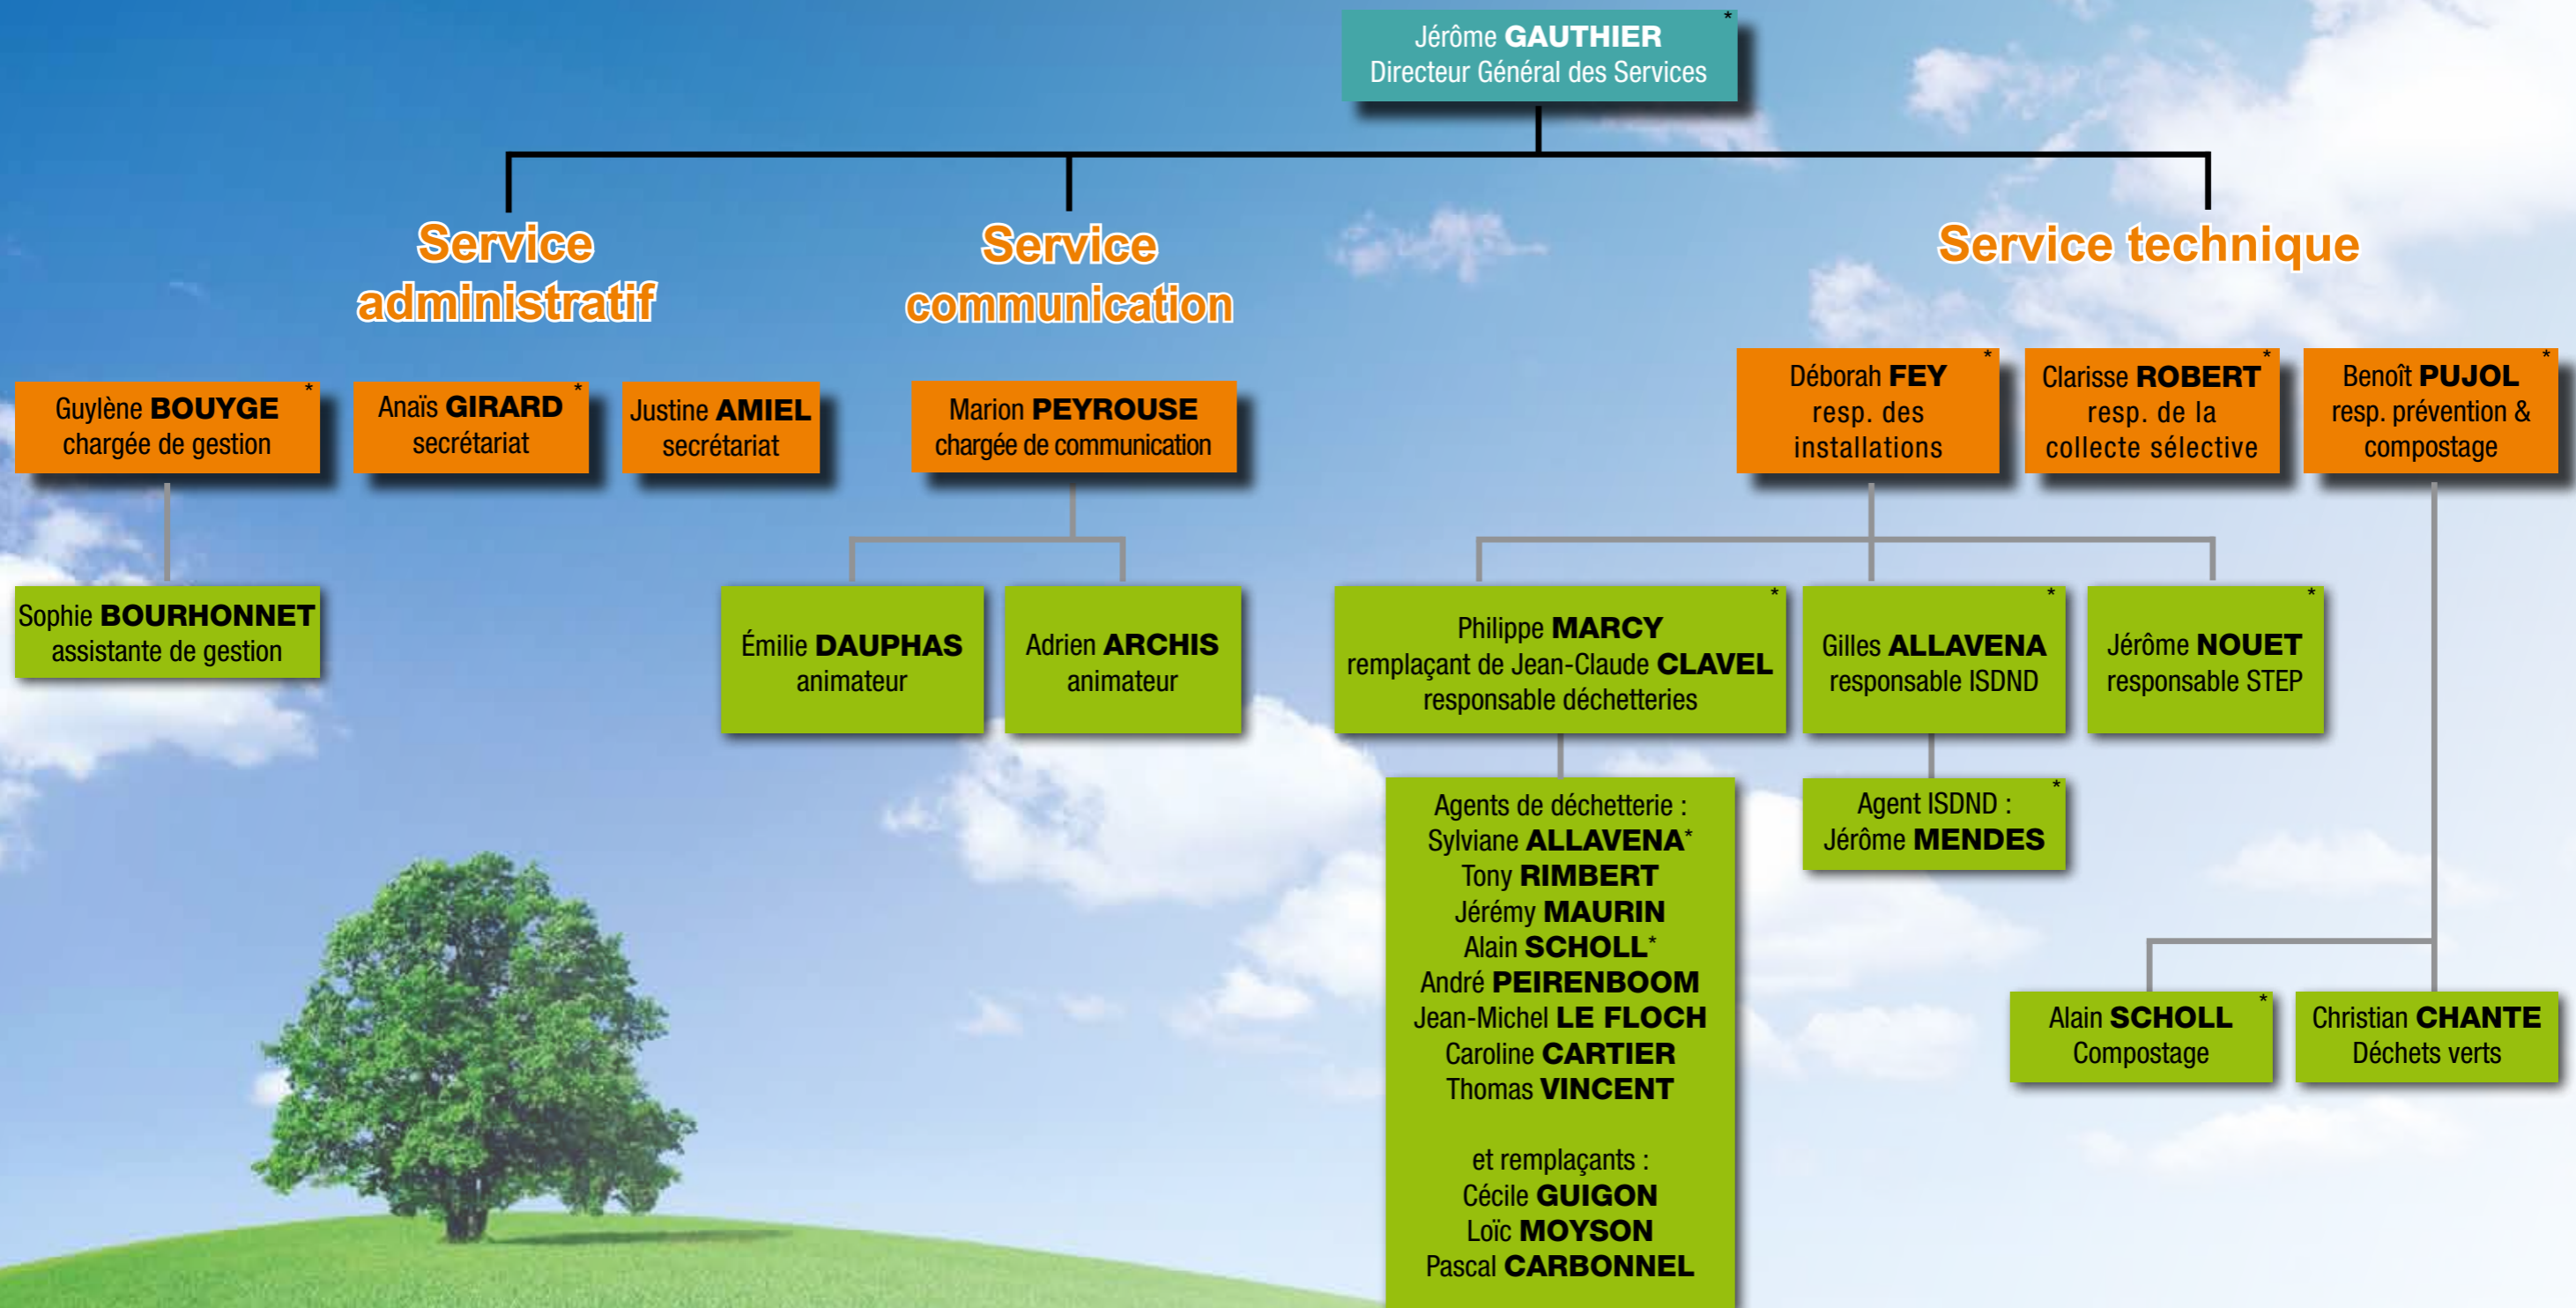 Jérôme GAUTHIER *
Directeur Général des Services
Service
administratif
Service
communication
Service technique
Guylène BOUYGE *
chargée de gestion
Anaïs GIRARD *
secrétariat
Justine AMIEL
secrétariat
Marion PEYROUSE
chargée de communication
Déborah FEY *
resp. des
installations
Clarisse ROBERT *
resp. de la
collecte sélective
Benoît PUJOL *
resp. prévention &
compostage
Sophie BOURHONNET
assistante de gestion
Émilie DAUPHAS
animateur
Adrien ARCHIS
animateur
*
Philippe MARCY
remplaçant de Jean-Claude CLAVEL
responsable déchetteries
*
Gilles ALLAVENA
responsable ISDND
*
Jérôme NOUET
responsable STEP
Agents de déchetterie :
Sylviane ALLAVENA*
Tony RIMBERT
Jérémy MAURIN
Alain SCHOLL*
André PEIRENBOOM
Jean-Michel LE FLOCH
Caroline CARTIER
Thomas VINCENT
et remplaçants :
Cécile GUIGON
Loïc MOYSON
Pascal CARBONNEL
Agent ISDND : *
Jérôme MENDES
Alain SCHOLL *
Compostage
Christian CHANTE
Déchets verts